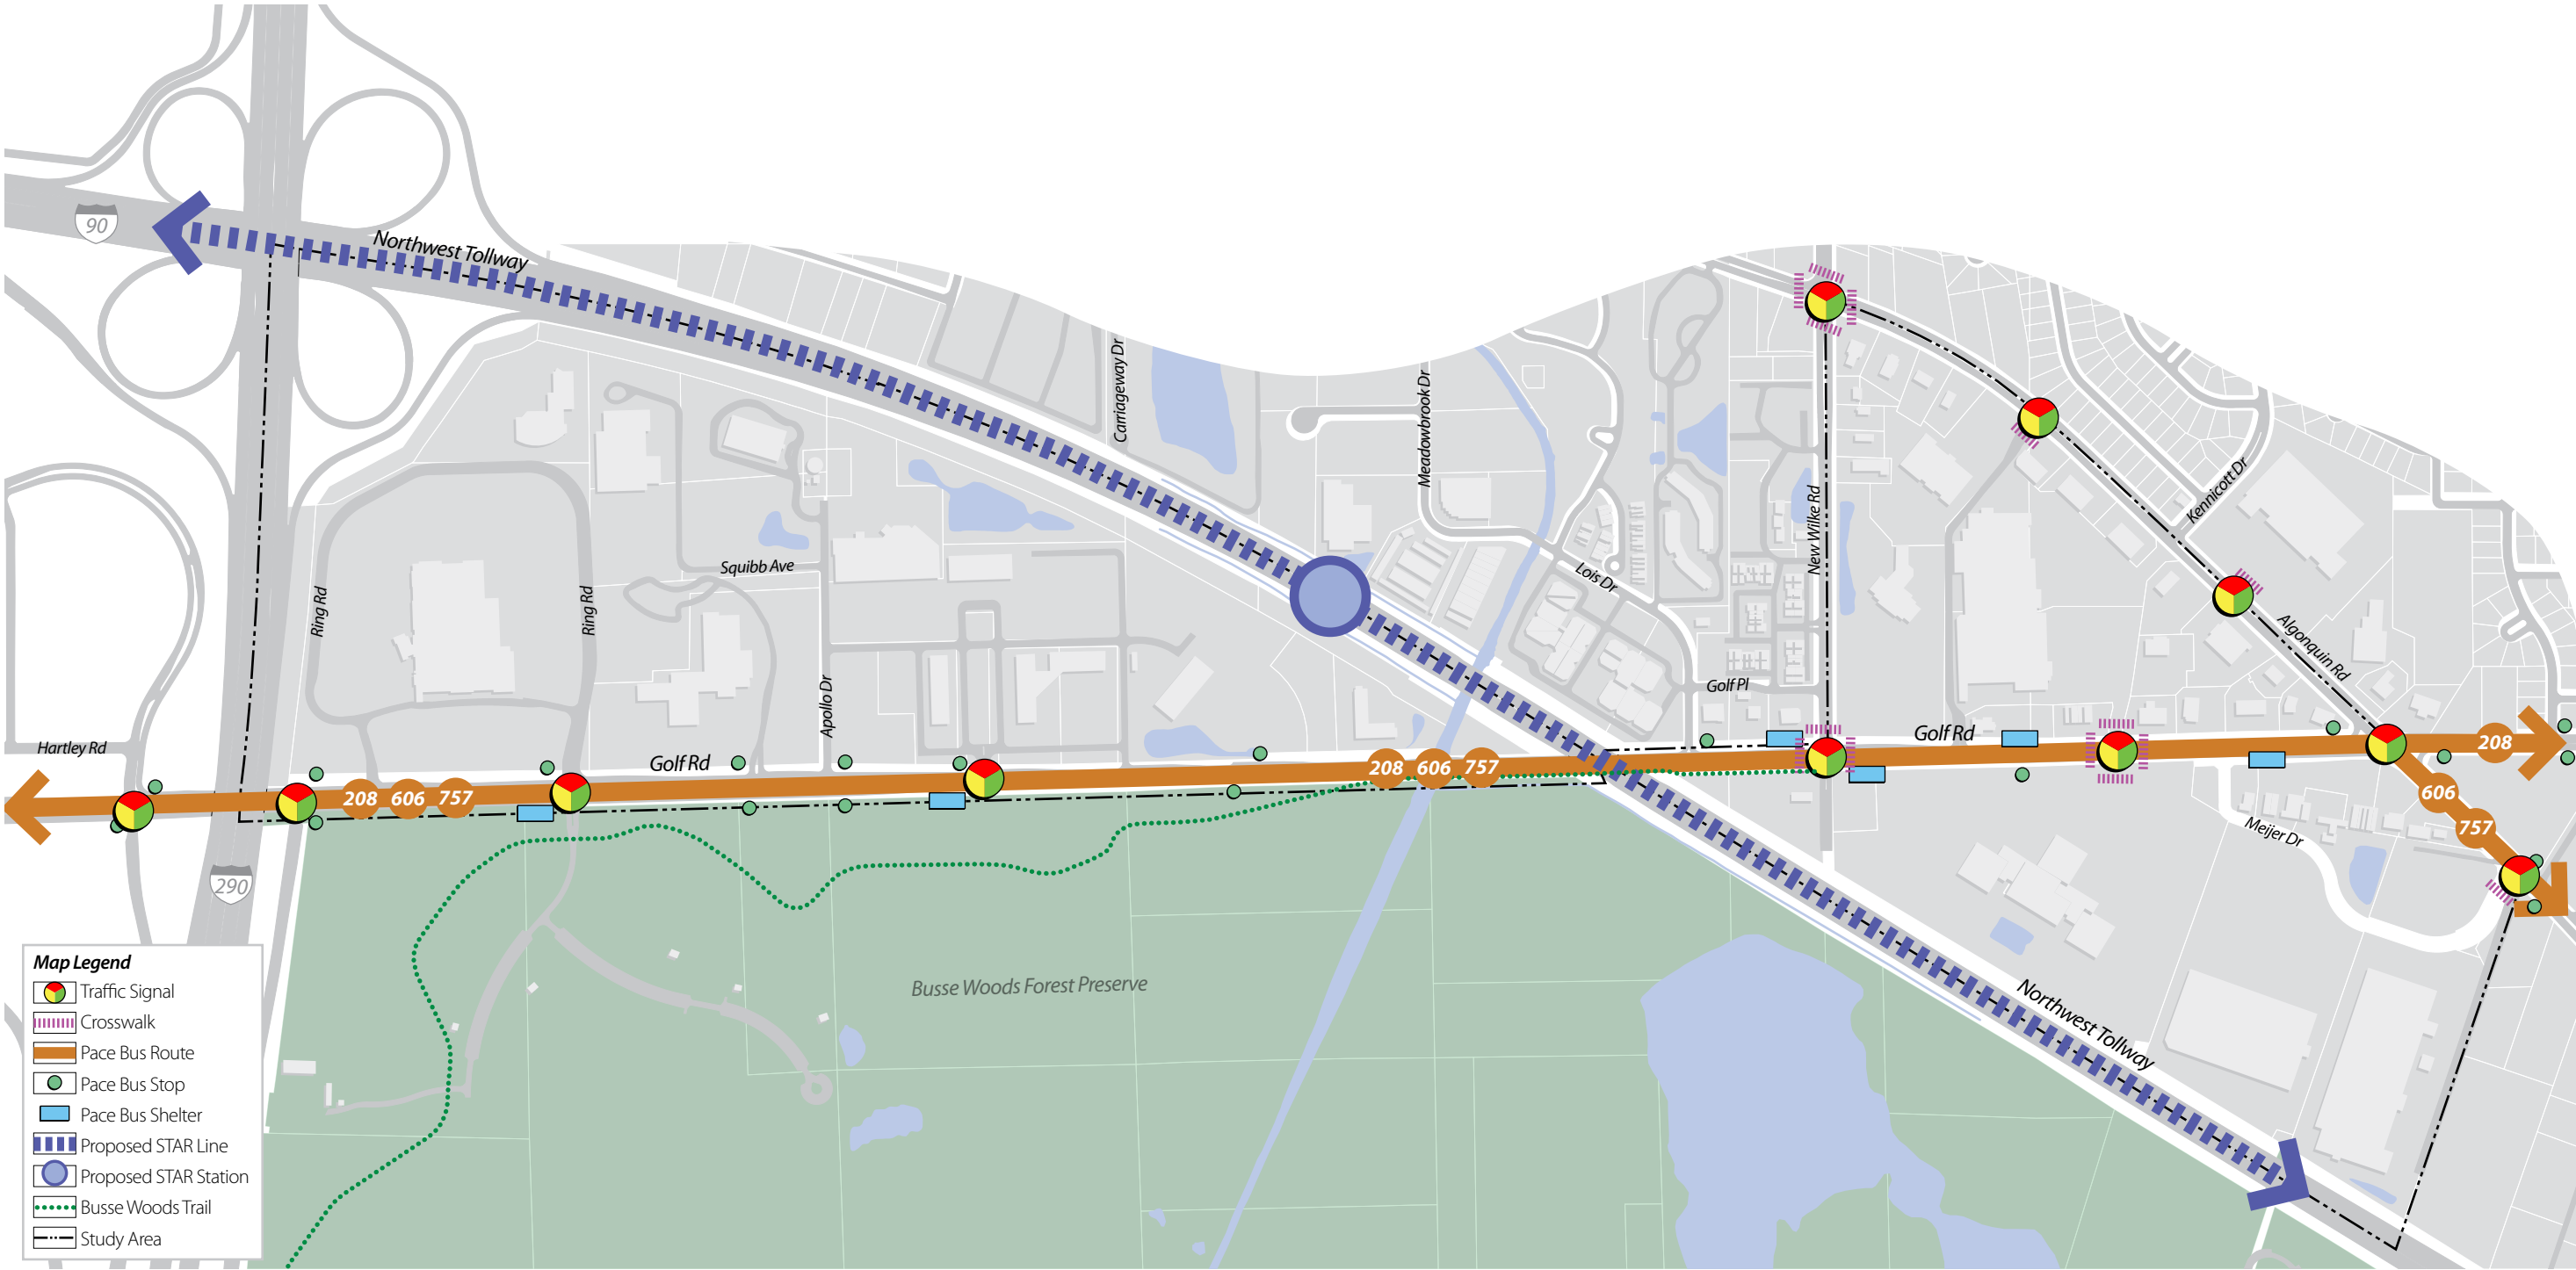 90
Northwest Tollway
Carriageway Dr
Meadowbrook Dr
Kennicott Dr
New Wilke Rd
Squibb Ave
Lois Dr
Ring Rd
Ring Rd
Algonquin Rd
Golf Pl
Apollo Dr
Hartley Rd
Golf Rd
Golf Rd
208
208 606 757
208 606 757
606
757
Meijer Dr
290
Busse Woods Forest Preserve
Northwest Tollway
Map Legend
Traffic Signal
Crosswalk
Pace Bus Route
Pace Bus Stop
Pace Bus Shelter
Proposed STAR Line
Proposed STAR Station
Busse Woods Trail
Study Area